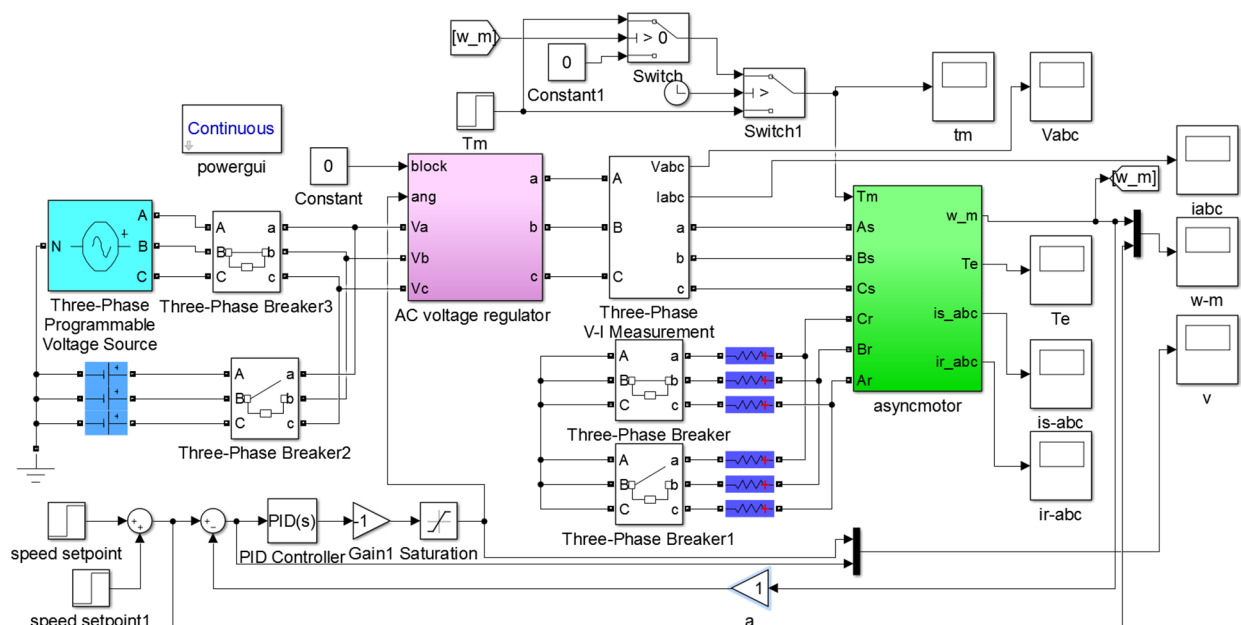 [w_m]
> 0
Switch
0
Constant1
>
Switch1
Tm
tm
Vabc
Continuous
powergui
0
Constant
block
ang
Va
Vb
Vc
a
b
c
AC voltage regulator
A
B
C
Vabc
Iabc
a
b
c
Three-Phase
V-I Measurement
Tm
As
Bs
Cs
Cr
Br
Ar
w_m
Te
is_abc
ir_abc
asyncmotor
[w_m]
iabc
w-m
Te
v
is-abc
ir-abc
N
A
B
C
Three-Phase
Programmable
Voltage Source
A
B
C
a
b
c
Three-Phase Breaker3
A
B
C
a
b
c
Three-Phase Breaker2
A
B
C
a
b
c
Three-Phase Breaker
A
B
C
a
b
c
Three-Phase Breaker1
speed setpoint
speed setpoint1
PID(s)
PID Controller
-1
Gain1
Saturation
1
a